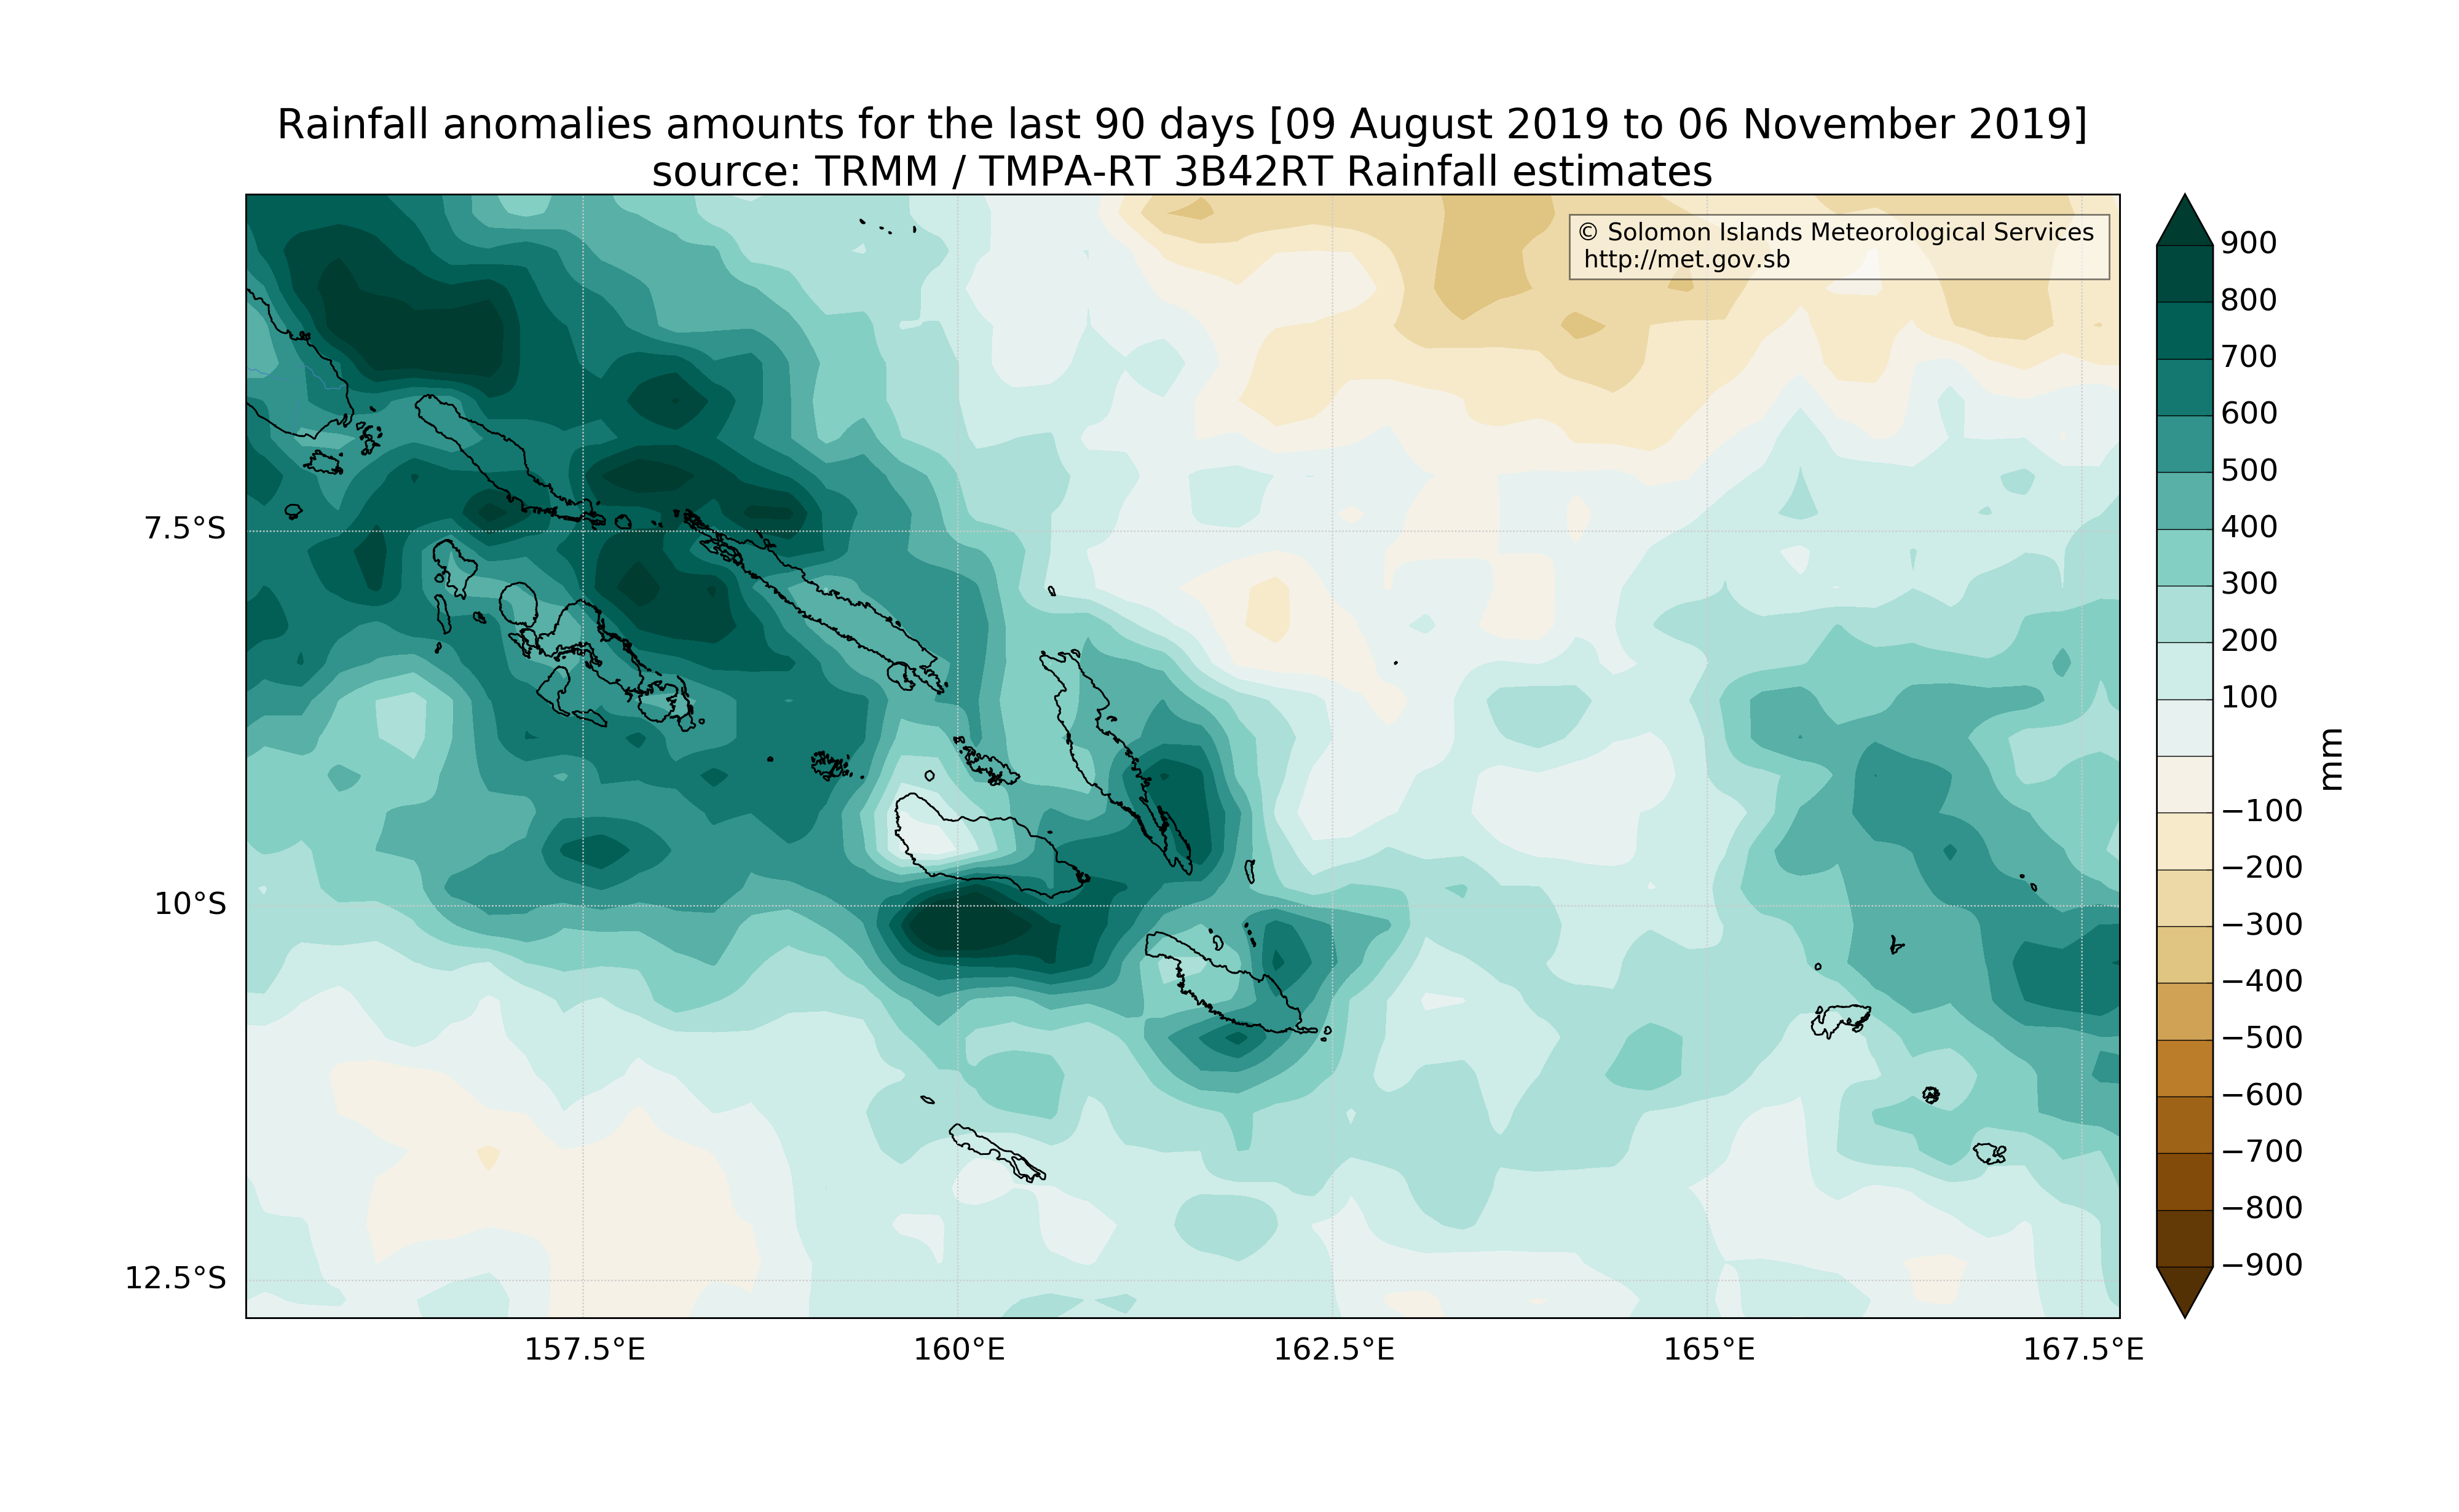 Rainfall anomalies amounts for the last 90 days [09 August 2019 to 06 November 2019]
source: TRMM / TMPA-RT 3B42RT Rainfall estimates
© Solomon Islands Meteorological Services
http://met.gov.sb
7.5°S
10°S
12.5°S
157.5°E
160°E
162.5°E
165°E
167.5°E
900
800
700
600
500
400
300
200
100
−100
−200
−300
−400
−500
−600
−700
−800
−900
mm